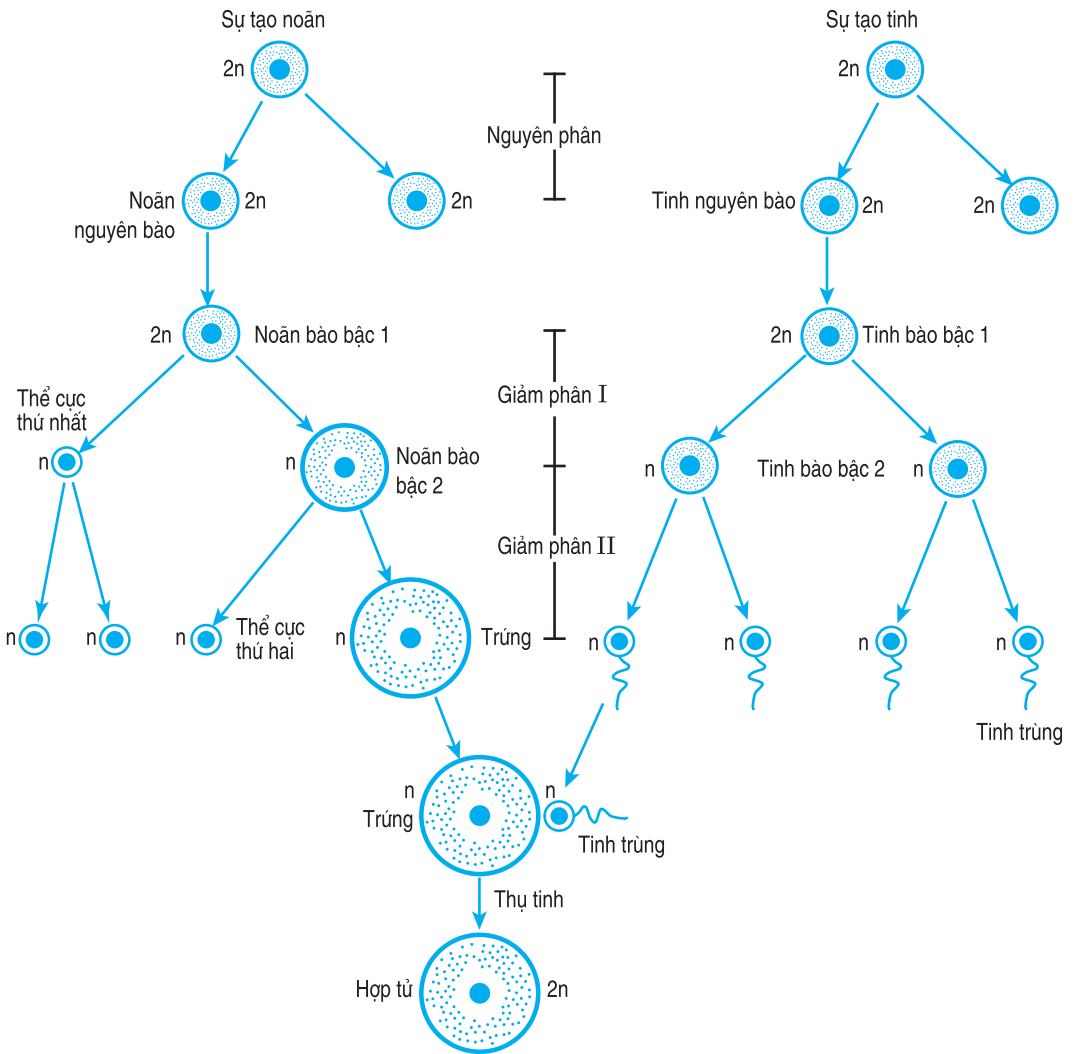 Sự tạo noãn
Sự tạo tinh
2n
2n
Nguyên phân
Noãn
nguyên bào
2n
2n
Tinh nguyên bào
2n
2n
2n
Noãn bào bậc 1
2n
Tinh bào bậc 1
Thể cực
thứ nhất
Giảm phân I
n
n
Noãn bào
bậc 2
n
Tinh bào bậc 2
n
Giảm phân II
n
n
n
Thể cực
thứ hai
n
Trứng
n
n
n
n
Tinh trùng
n
Trứng
n
Tinh trùng
Thụ tinh
Hợp tử
2n